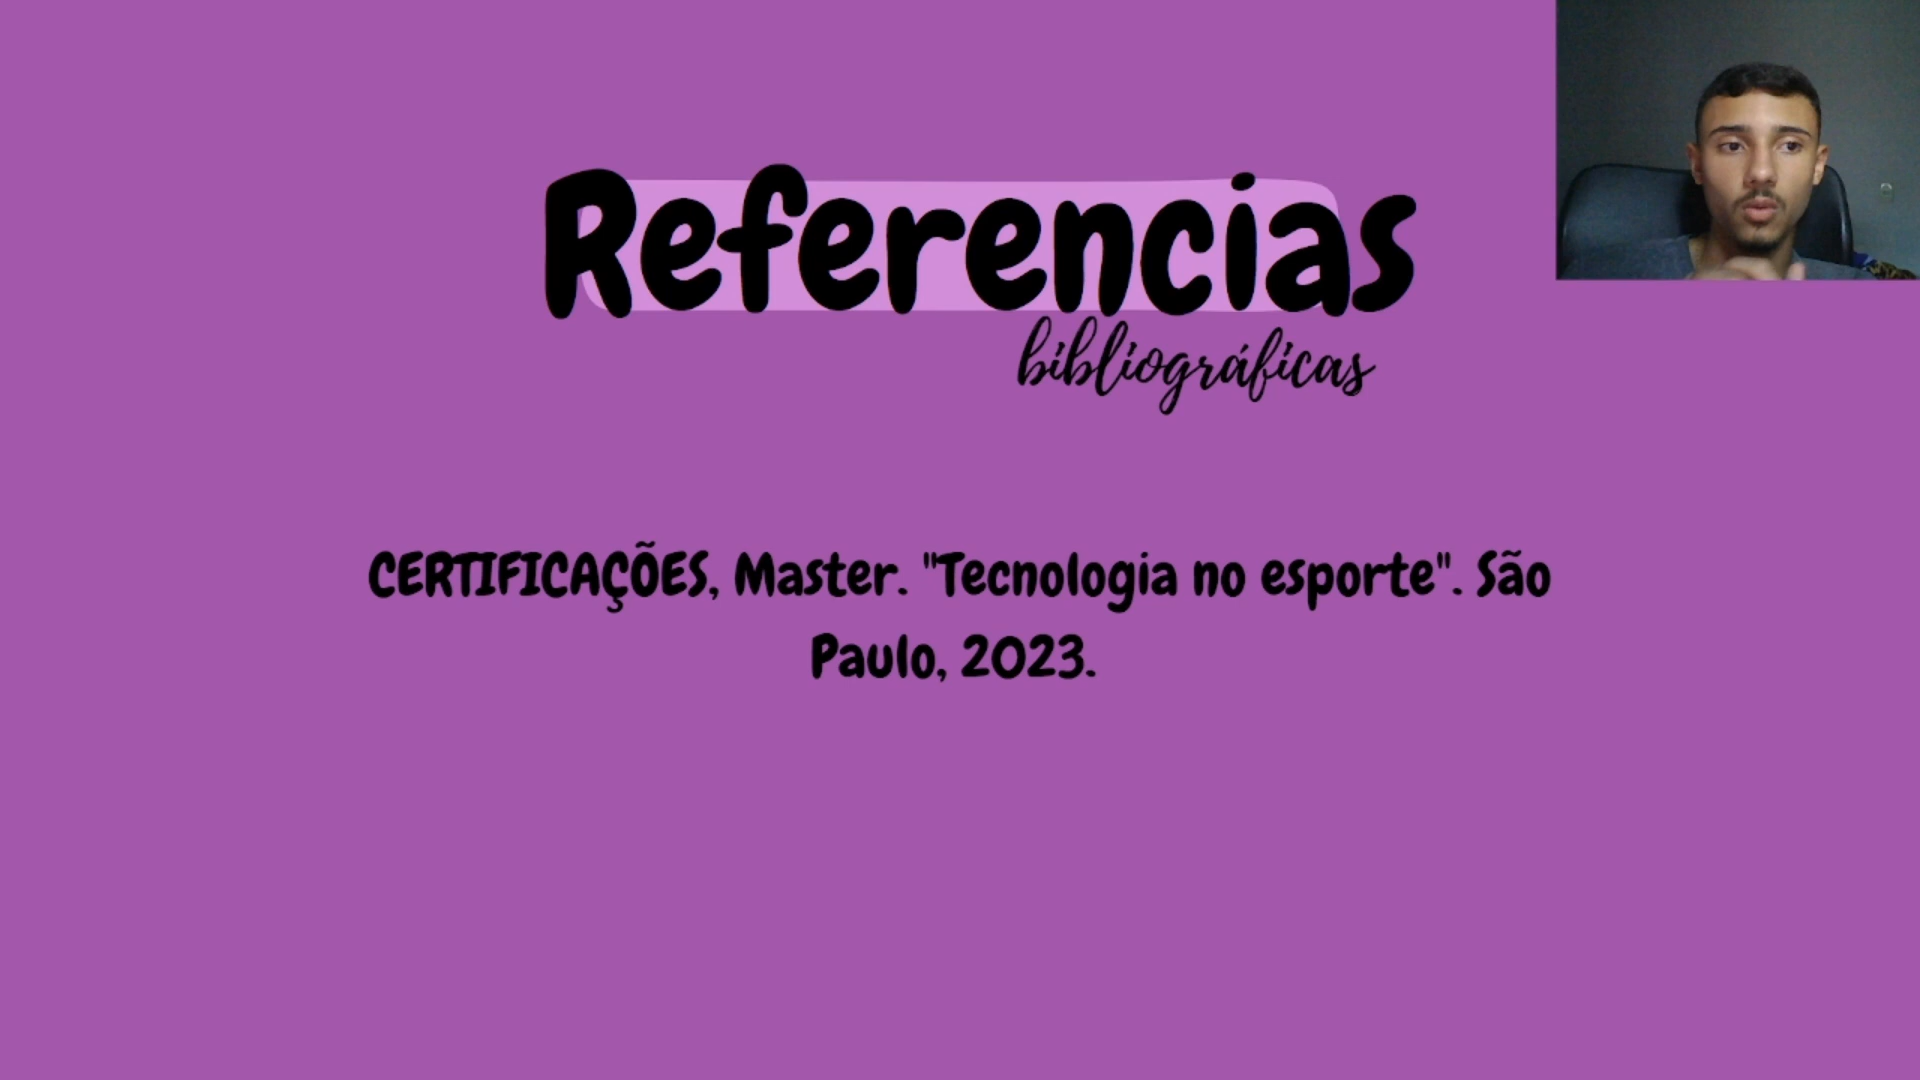 Referencias
bibliográficas
CERTIFICAÇÕES, Master. "Tecnologia no esporte". São
Paulo, 2023.